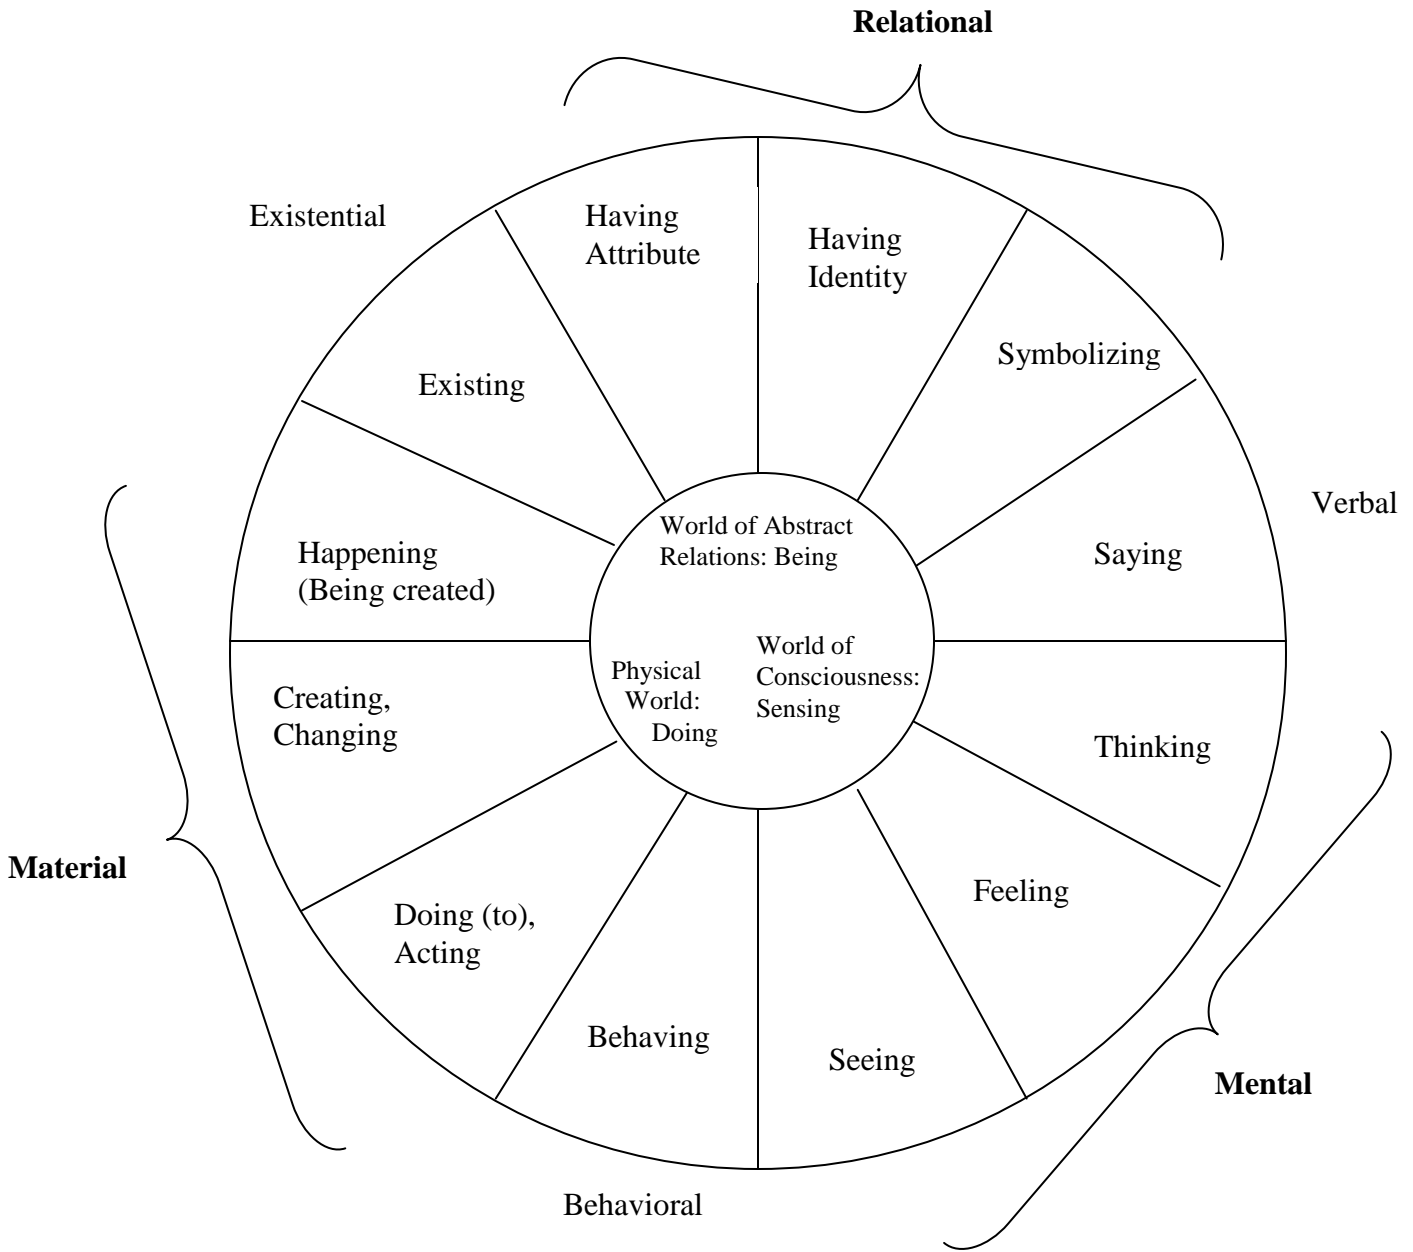 Relational
Existential
Having
Attribute
Having
Identity
Symbolizing
Existing
Verbal
World of Abstract
Relations: Being
Happening
(Being created)
Saying
World of
Consciousness:
Sensing
Physical
World:
Doing
Creating,
Changing
Thinking
Material
Feeling
Doing (to),
Acting
Behaving
Seeing
Mental
Behavioral